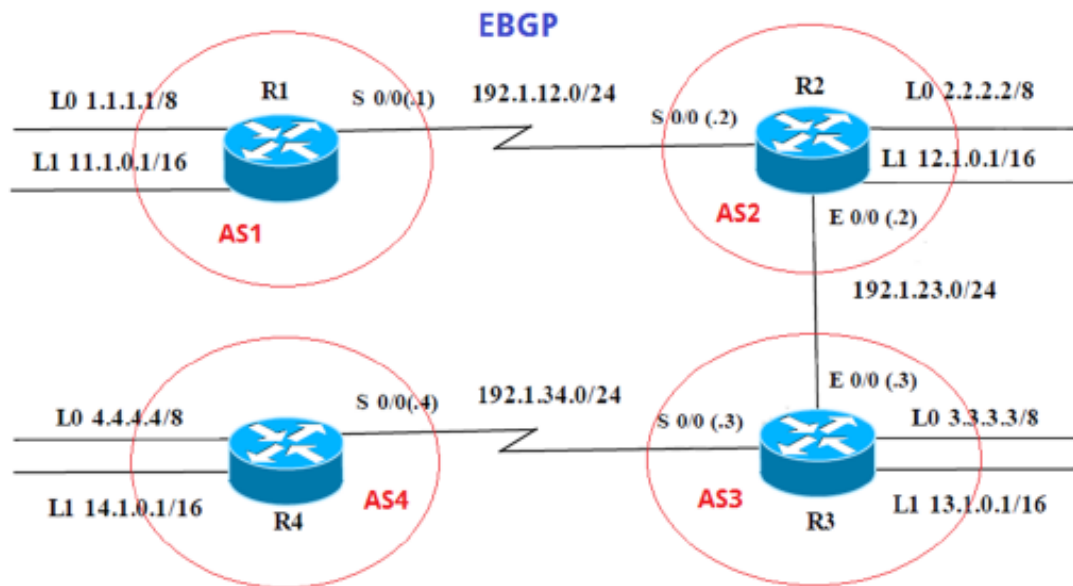 EBGP
L0 1.1.1.1/8
R1
S 0/0(.1)
192.1.12.0/24
R2
L0 2.2.2.2/8
S 0/0 (.2)
L1 11.1.0.1/16
L1 12.1.0.1/16
AS1
AS2
E 0/0 (.2)
192.1.23.0/24
192.1.34.0/24
E 0/0 (.3)
S 0/0(.4)
L0 4.4.4.4/8
S 0/0 (.3)
L0 3.3.3.3/8
L1 14.1.0.1/16
R4
AS4
AS3
R3
L1 13.1.0.1/16